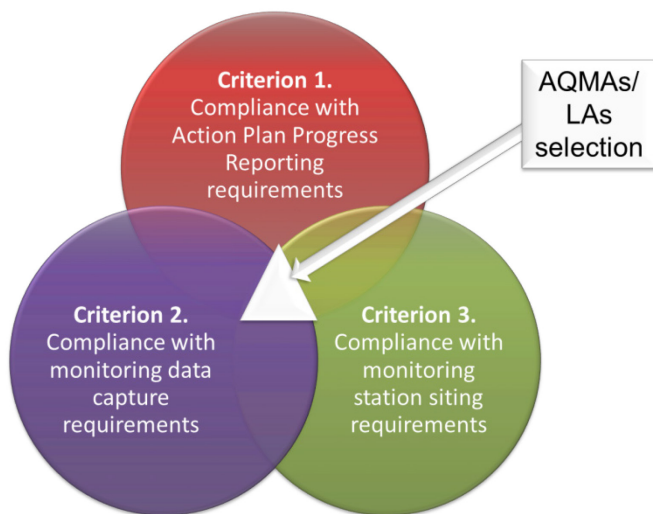 Criterion 1.
Compliance with
Action Plan Progress
Reporting
requirements
AQMAs/
LAs
selection
Criterion 2.
Compliance with
monitoring data
capture
requirements
Criterion 3.
Compliance with
monitoring
station siting
requirements